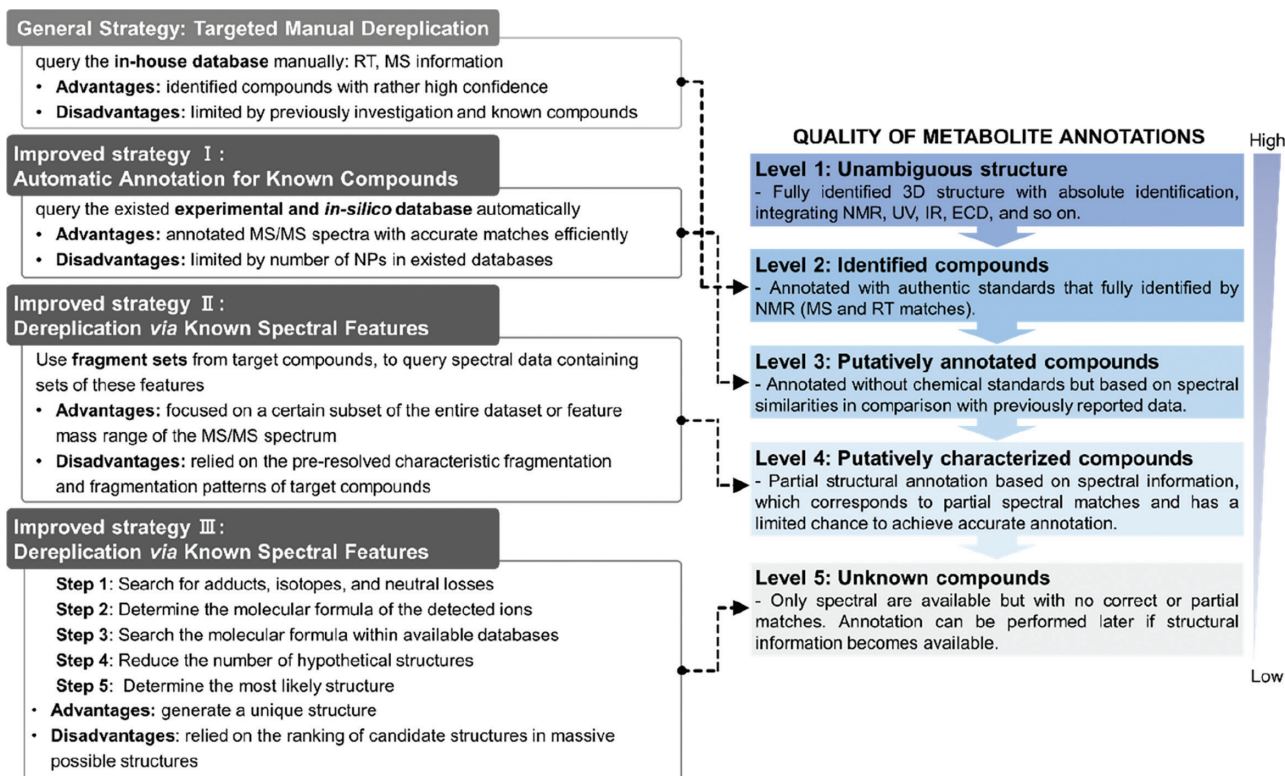 General Strategy: Targeted Manual Dereplication
query the in-house database manually: RT, MS information
• Advantages: identified compounds with rather high confidence
• Disadvantages: limited by previously investigation and known compounds
Improved strategy Ⅰ:
Automatic Annotation for Known Compounds
query the existed experimental and in-silico database automatically
• Advantages: annotated MS/MS spectra with accurate matches efficiently
• Disadvantages: limited by number of NPs in existed databases
Improved strategy Ⅱ:
Dereplication via Known Spectral Features
Use fragment sets from target compounds, to query spectral data containing
sets of these features
• Advantages: focused on a certain subset of the entire dataset or feature
mass range of the MS/MS spectrum
• Disadvantages: relied on the pre-resolved characteristic fragmentation
and fragmentation patterns of target compounds
Improved strategy Ⅲ:
Dereplication via Known Spectral Features
Step 1: Search for adducts, isotopes, and neutral losses
Step 2: Determine the molecular formula of the detected ions
Step 3: Search the molecular formula within available databases
Step 4: Reduce the number of hypothetical structures
Step 5: Determine the most likely structure
• Advantages: generate a unique structure
• Disadvantages: relied on the ranking of candidate structures in massive
possible structures
QUALITY OF METABOLITE ANNOTATIONS
High
Level 1: Unambiguous structure
- Fully identified 3D structure with absolute identification,
integrating NMR, UV, IR, ECD, and so on.
Level 2: Identified compounds
- Annotated with authentic standards that fully identified by
NMR (MS and RT matches).
Level 3: Putatively annotated compounds
- Annotated without chemical standards but based on spectral
similarities in comparison with previously reported data.
Level 4: Putatively characterized compounds
- Partial structural annotation based on spectral information,
which corresponds to partial spectral matches and has a
limited chance to achieve accurate annotation.
Level 5: Unknown compounds
- Only spectral are available but with no correct or partial
matches. Annotation can be performed later if structural
information becomes available.
Low